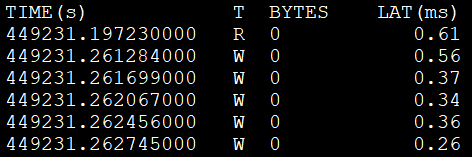 TIME(s) T BYTES LAT(ms)
449231.197230000 R 0 0.61
449231.261284000 W 0 0.56
449231.261699000 W 0 0.37
449231.262067000 W 0 0.34
449231.262456000 W 0 0.36
449231.262745000 W 0 0.26